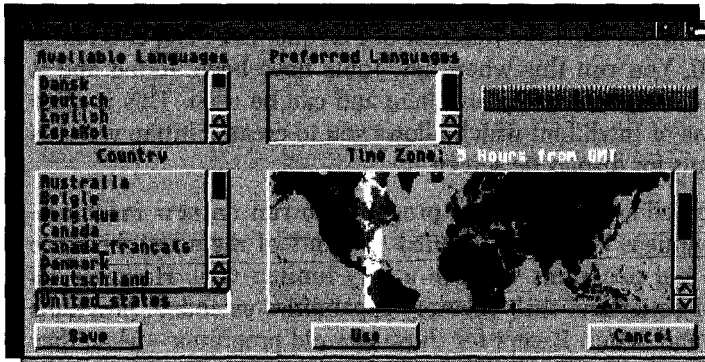 Available Languages
Preferred Languages
Dansk
Deutsch
English
Español
Country
Time Zone: 5 Hours from GMT
Australia
Belgie
Belgique
Canada
Canada français
Danmark
Deutschland
United states
Save
Use
Cancel